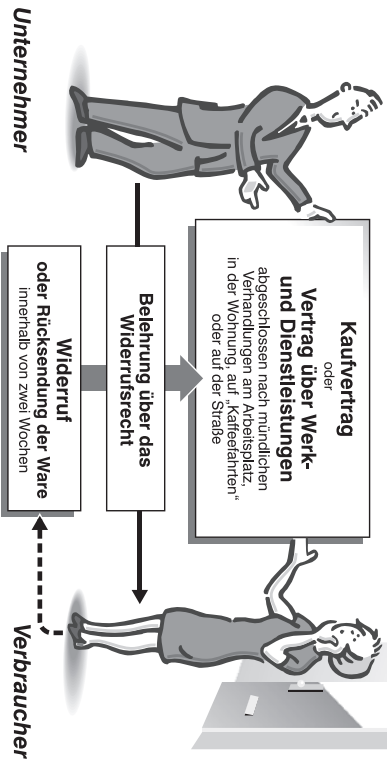 Kaufvertrag
oder
Vertrag über Werk-
und Dienstleistungen
abgeschlossen nach mündlichen
Verhandlungen am Arbeitsplatz,
in der Wohnung, auf „Kaffeefahrten“
oder auf der Straße
Belehrung über das
Widerrufsrecht
Widerruf
oder Rücksendung der Ware
innerhalb von zwei Wochen
Unternehmer
Verbraucher